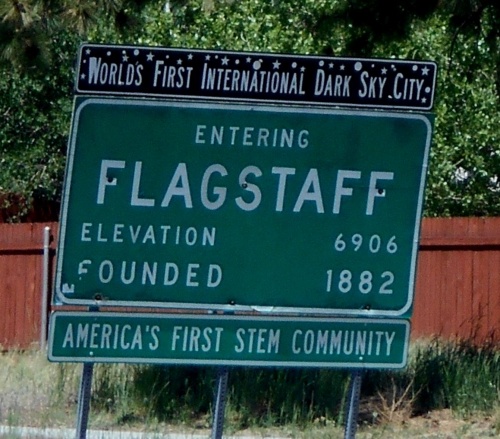 WORLD'S FIRST INTERNATIONAL DARK SKY CITY
ENTERING
FLAGSTAFF
ELEVATION 6906
FOUNDED 1882
AMERICA'S FIRST STEM COMMUNITY